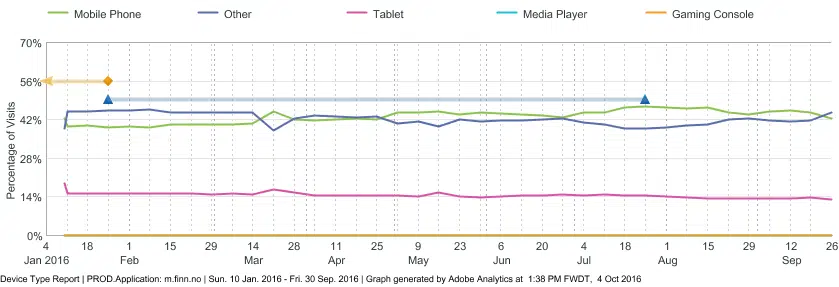 Mobile Phone Other Tablet Media Player Gaming Console
Percentage of Visits
70%
56%
42%
28%
14%
0%
4 18 1 15 29 14 28 11 25 9 23 6 20 4 18 1 15 29 12 26
Jan 2016 Feb Mar Apr May Jun Jul Aug Sep
Device Type Report | PROD.Application: m.finn.no | Sun. 10 Jan. 2016 - Fri. 30 Sep. 2016 | Graph generated by Adobe Analytics at 1:38 PM FWDT, 4 Oct 2016